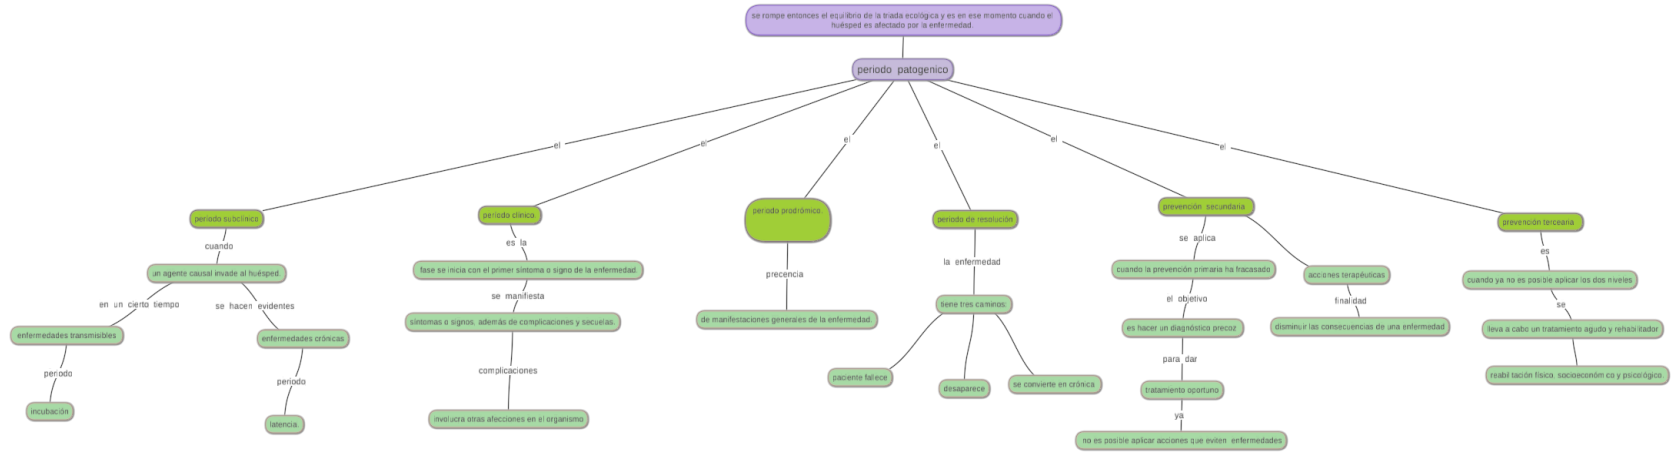 se rompe entonces el equilibrio de la triada ecológica y es en ese momento cuando el
huésped es afectado por la enfermedad.
periodo patogenico
el
el
el
el
el
el
periodo subclínico
cuando
un agente causal invade al huésped.
en un cierto tiempo
se hacen evidentes
enfermedades transmisibles
enfermedades crónicas
periodo
periodo
incubación
latencia.
periodo clínico.
es la
fase se inicia con el primer síntoma o signo de la enfermedad.
se manifiesta
síntomas o signos, además de complicaciones y secuelas.
complicaciones
involucra otras afecciones en el organismo
periodo prodrómico.
precencia
de manifestaciones generales de la enfermedad.
periodo de resolución
la enfermedad
tiene tres caminos:
paciente fallece
desaparece
se convierte en crónica
prevención secundaria
se aplica
cuando la prevención primaria ha fracasado
el objetivo
es hacer un diagnóstico precoz
para dar
tratamiento oportuno
ya
no es posible aplicar acciones que eviten enfermedades
acciones terapéuticas
finalidad
disminuir las consecuencias de una enfermedad
prevención tercearia
es
cuando ya no es posible aplicar los dos niveles
se
lleva a cabo un tratamiento agudo y rehabilitador
reabil tación físico, socioeconóm co y psicológico.